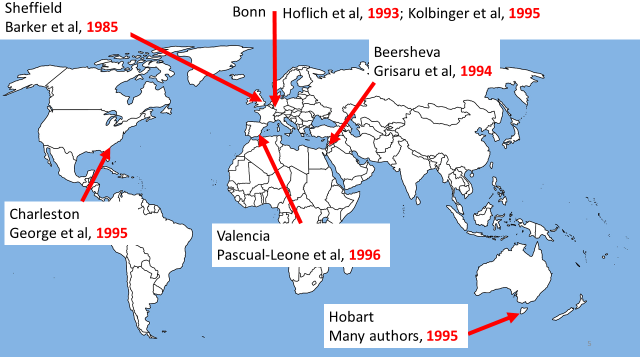 Sheffield
Barker et al, 1985
Bonn
Hoflich et al, 1993; Kolbinger et al, 1995
Beersheva
Grisaru et al, 1994
Charleston
George et al, 1995
Valencia
Pascual-Leone et al, 1996
Hobart
Many authors, 1995